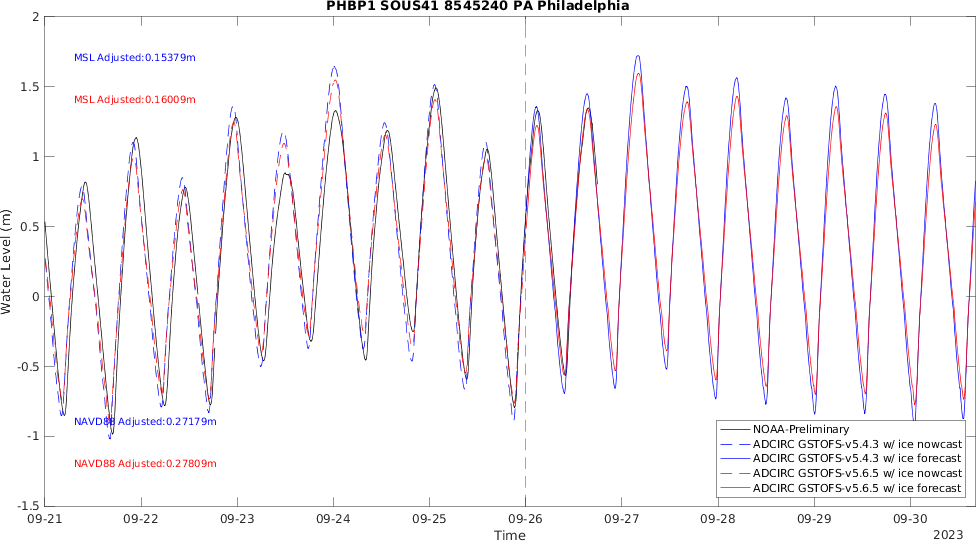 PHBP1 SOUS41 8545240 PA Philadelphia
2
1.5
1
0.5
0
-0.5
-1
-1.5
Water Level (m)
MSL Adjusted:0.15379m
MSL Adjusted:0.16009m
NAVD88 Adjusted:0.27179m
NAVD88 Adjusted:0.27809m
NOAA-Preliminary
ADCIRC GSTOFS-v5.4.3 w/ ice nowcast
ADCIRC GSTOFS-v5.4.3 w/ ice forecast
ADCIRC GSTOFS-v5.6.5 w/ ice nowcast
ADCIRC GSTOFS-v5.6.5 w/ ice forecast
09-21 09-22 09-23 09-24 09-25 09-26 09-27 09-28 09-29 09-30
Time
2023